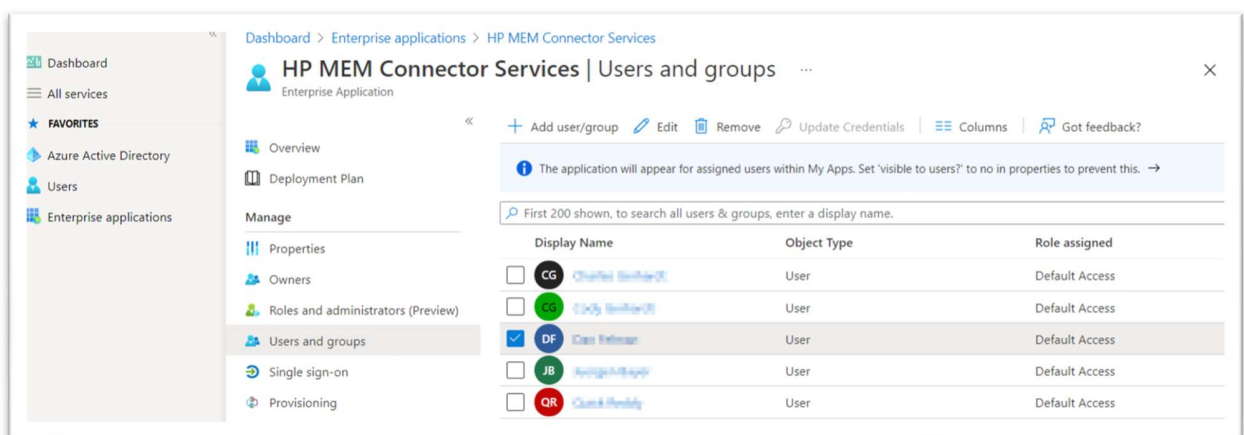 «
Dashboard
All services
FAVORITES
Azure Active Directory
Users
Enterprise applications
Dashboard > Enterprise applications > HP MEM Connector Services
HP MEM Connector Services | Users and groups ...
Enterprise Application
«
Overview
Deployment Plan
Manage
Properties
Owners
Roles and administrators (Preview)
Users and groups
Single sign-on
Provisioning
Add user/group Edit Remove Update Credentials Columns Got feedback?
The application will appear for assigned users within My Apps. Set 'visible to users?' to no in properties to prevent this. →
First 200 shown, to search all users & groups, enter a display name.
Display Name Object Type Role assigned
CG User Default Access
CG User Default Access
DF User Default Access
JB User Default Access
QR User Default Access